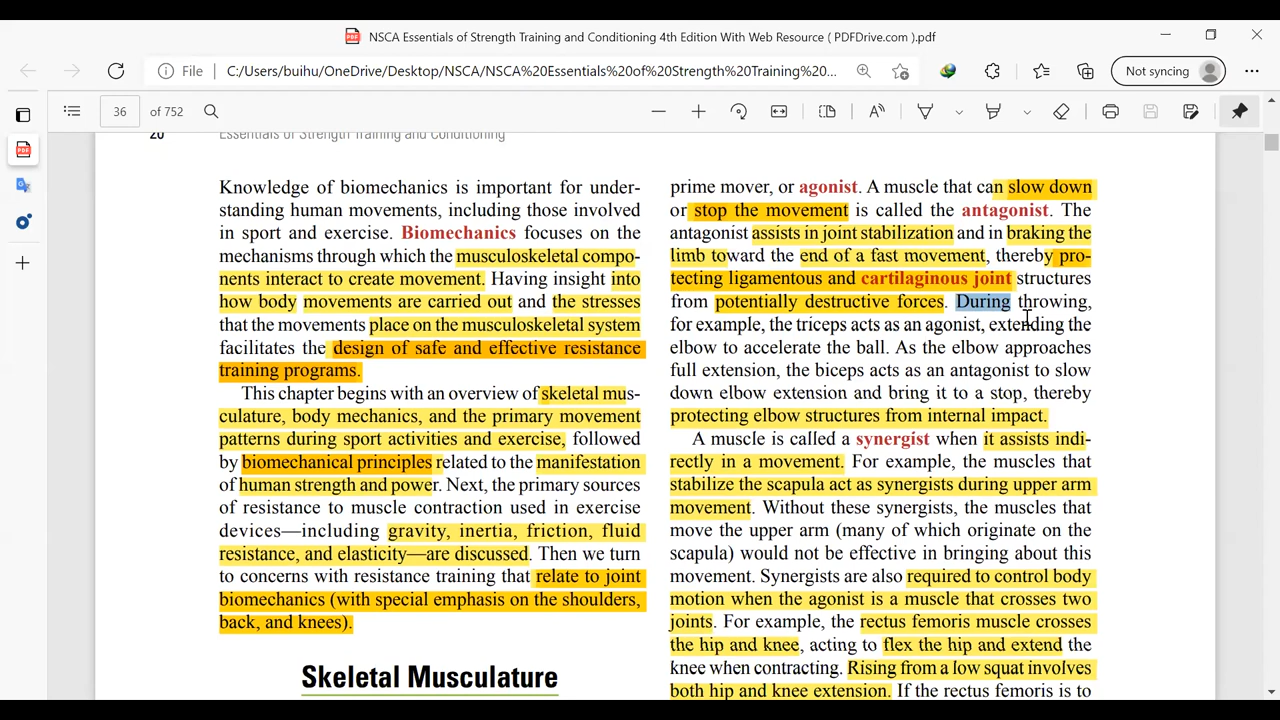 NSCA Essentials of Strength Training and Conditioning 4th Edition With Web Resource ( PDFDrive.com ).pdf
File
C:/Users/buihu/OneDrive/Desktop/NSCA/NSCA%20Essentials%20of%20Strength%20Training%20...
Not syncing
36 of 752
20 Essentials of Strength Training and Conditioning
Knowledge of biomechanics is important for under-
standing human movements, including those involved
in sport and exercise. Biomechanics focuses on the
mechanisms through which the musculoskeletal compo-
nents interact to create movement. Having insight into
how body movements are carried out and the stresses
that the movements place on the musculoskeletal system
facilitates the design of safe and effective resistance
training programs.
This chapter begins with an overview of skeletal mus-
culature, body mechanics, and the primary movement
patterns during sport activities and exercise, followed
by biomechanical principles related to the manifestation
of human strength and power. Next, the primary sources
of resistance to muscle contraction used in exercise
devices—including gravity, inertia, friction, fluid
resistance, and elasticity—are discussed. Then we turn
to concerns with resistance training that relate to joint
biomechanics (with special emphasis on the shoulders,
back, and knees).
Skeletal Musculature
prime mover, or agonist. A muscle that can slow down
or stop the movement is called the antagonist. The
antagonist assists in joint stabilization and in braking the
limb toward the end of a fast movement, thereby pro-
tecting ligamentous and cartilaginous joint structures
from potentially destructive forces. During throwing,
for example, the triceps acts as an agonist, extending the
elbow to accelerate the ball. As the elbow approaches
full extension, the biceps acts as an antagonist to slow
down elbow extension and bring it to a stop, thereby
protecting elbow structures from internal impact.
A muscle is called a synergist when it assists indi-
rectly in a movement. For example, the muscles that
stabilize the scapula act as synergists during upper arm
movement. Without these synergists, the muscles that
move the upper arm (many of which originate on the
scapula) would not be effective in bringing about this
movement. Synergists are also required to control body
motion when the agonist is a muscle that crosses two
joints. For example, the rectus femoris muscle crosses
the hip and knee, acting to flex the hip and extend the
knee when contracting. Rising from a low squat involves
both hip and knee extension. If the rectus femoris is to